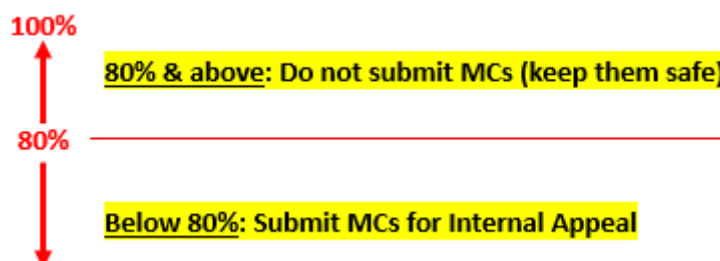 100%
80% & above: Do not submit MCs (keep them safe)
80%
Below 80%: Submit MCs for Internal Appeal